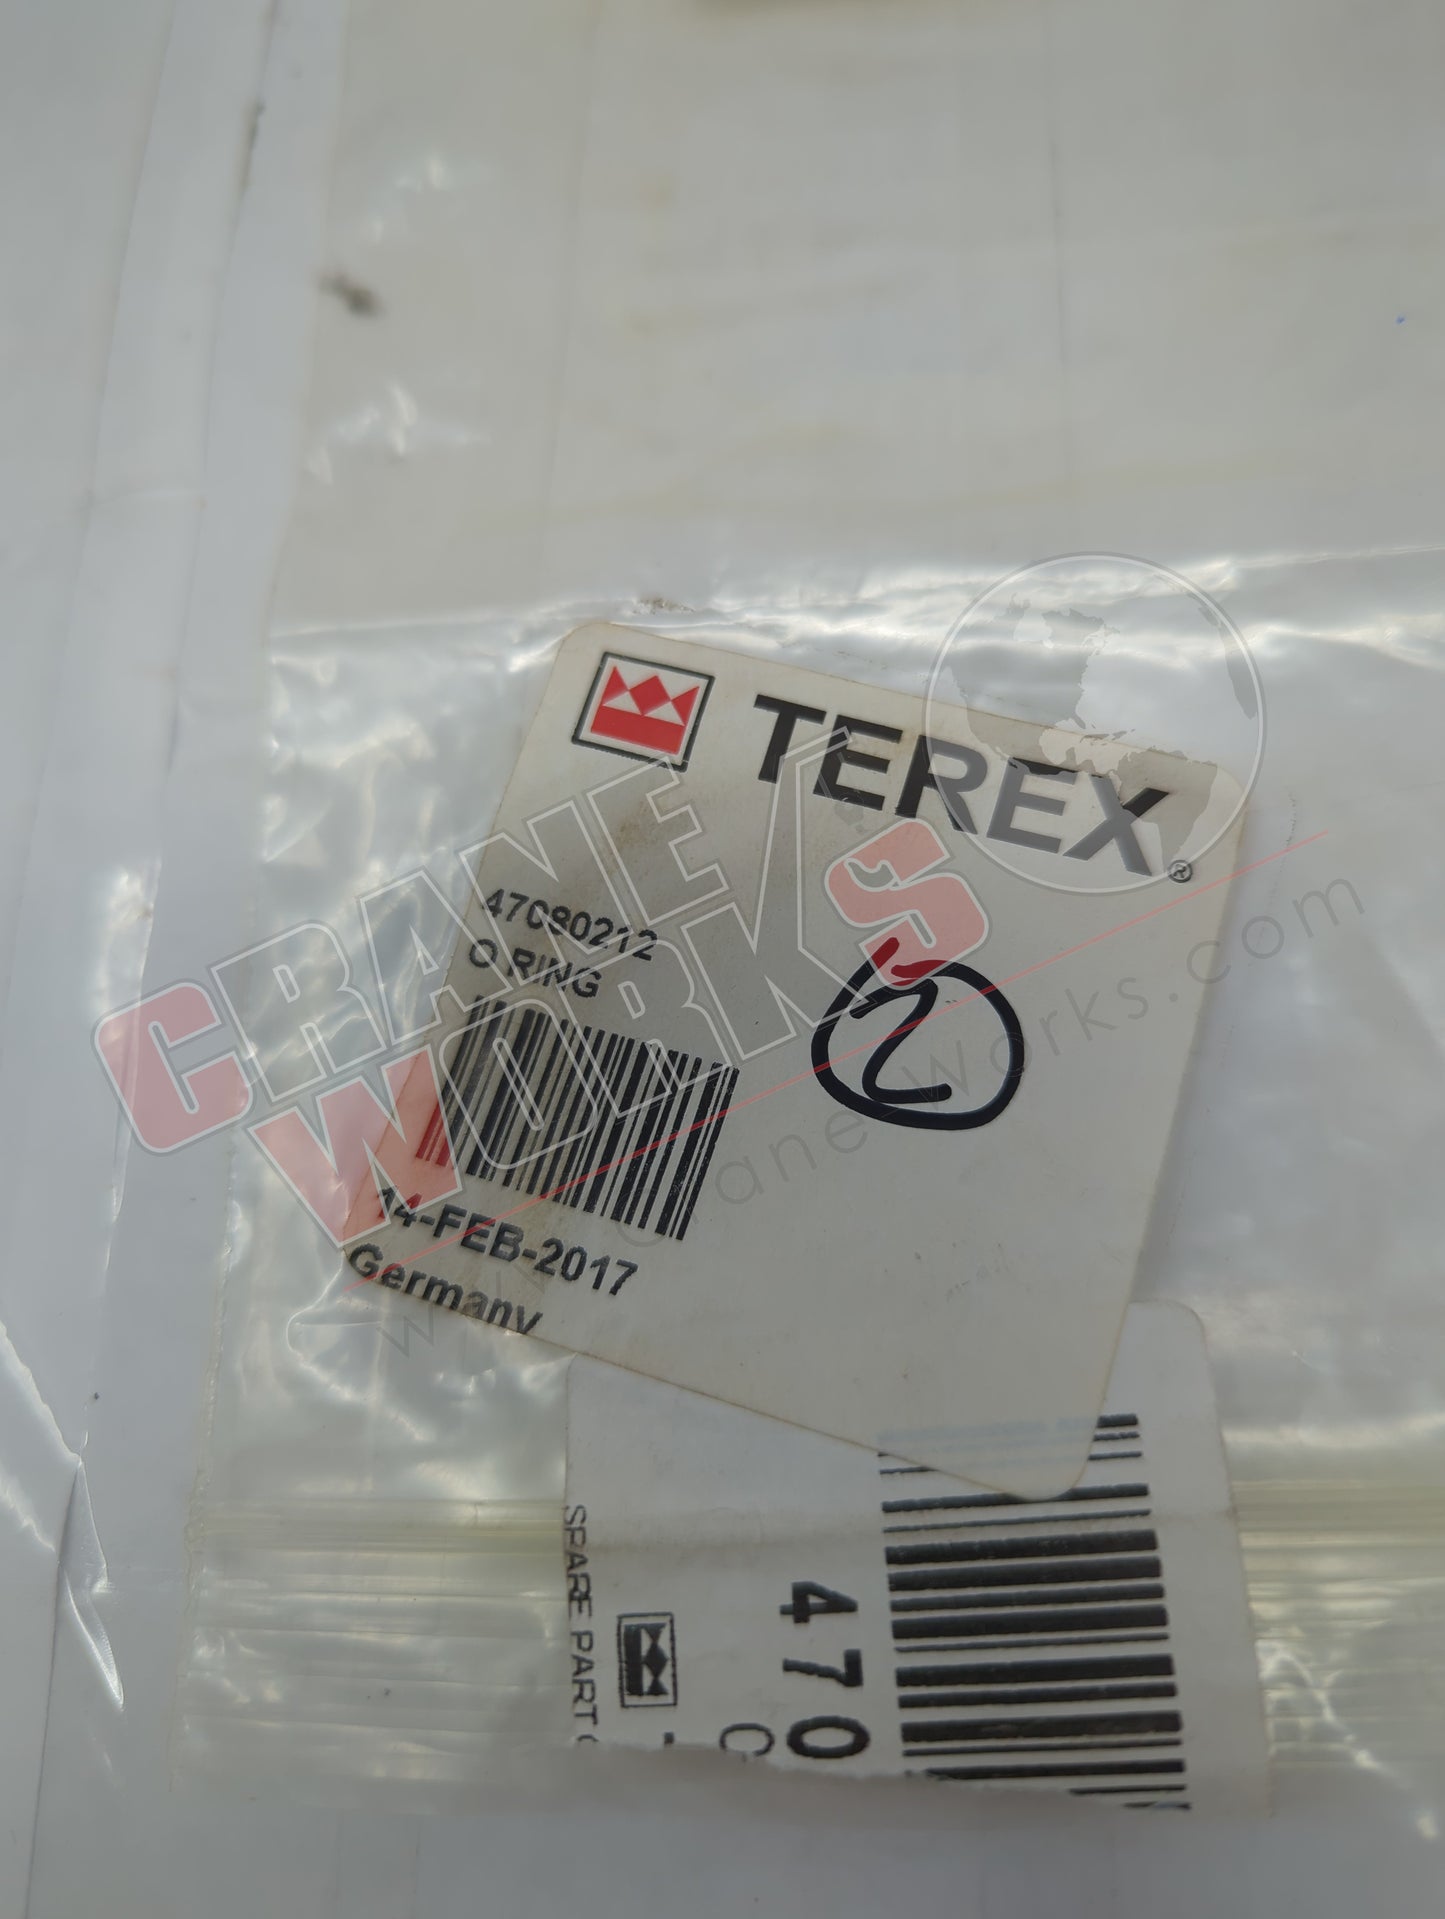 TEREX®
47080212
O RING
2
14-FEB-2017
Germany
SPARE PART
470
CRANE
WORKS
www.craneworks.com